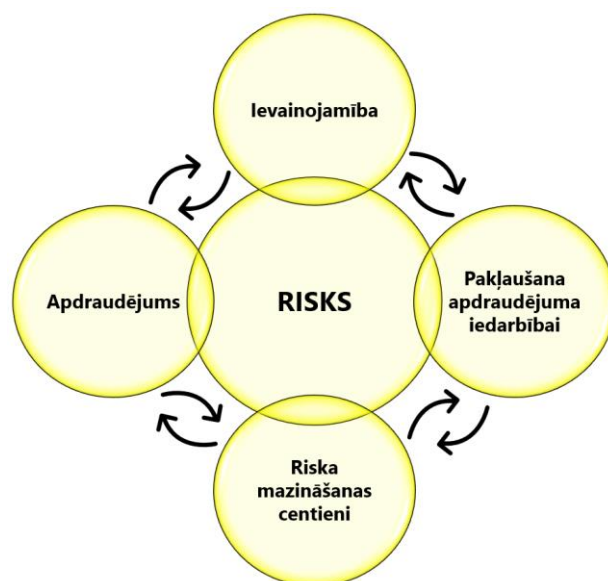 Ievainojamība
Apdraudējums
RISKS
Pakļaušana
apdraudējuma
iedarbībai
Riska
mazināšanas
centieni